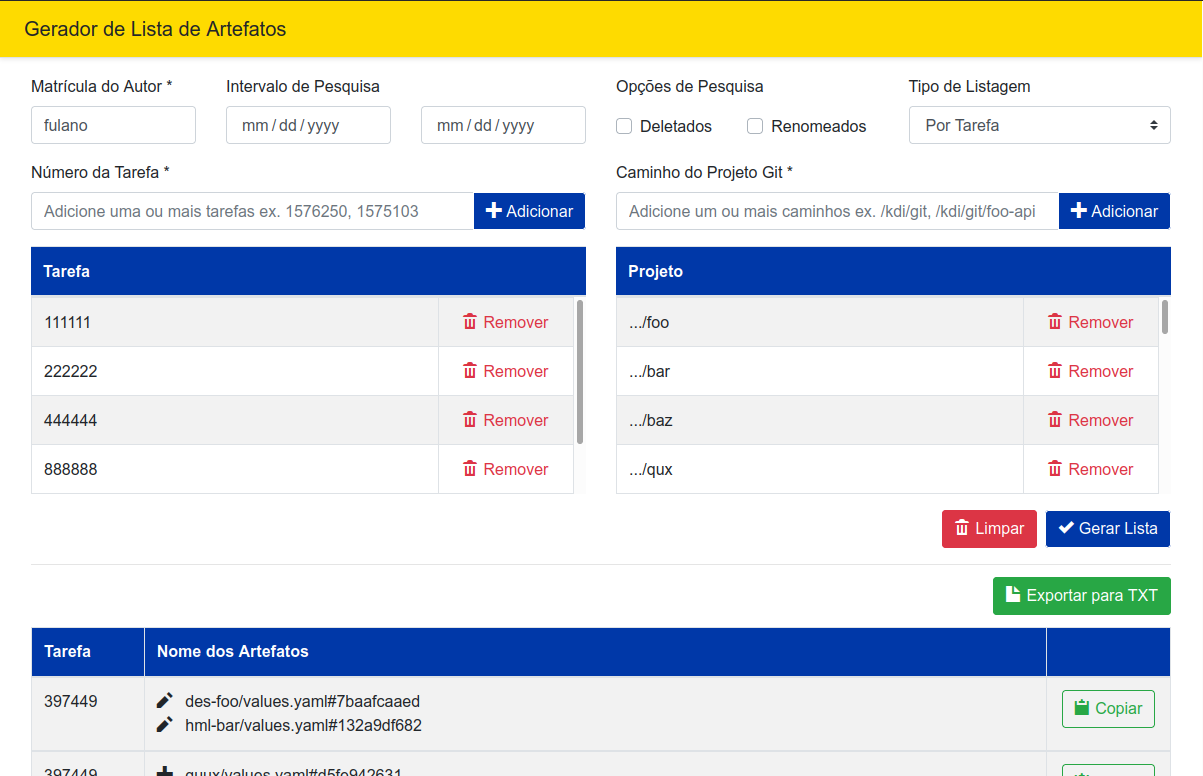 Gerador de Lista de Artefatos
Matrícula do Autor * Intervalo de Pesquisa Opções de Pesquisa Tipo de Listagem
fulano mm/dd/yyyy mm/dd/yyyy Deletados Renomeados Por Tarefa
Número da Tarefa * Caminho do Projeto Git *
Adicione uma ou mais tarefas ex. 1576250, 1575103 Adicionar Adicione um ou mais caminhos ex. /kdi/git, /kdi/git/foo-api Adicionar
Tarefa Projeto
111111 Remover .../foo Remover
222222 Remover .../bar Remover
444444 Remover .../baz Remover
888888 Remover .../qux Remover
Limpar Gerar Lista
Exportar para TXT
Tarefa Nome dos Artefatos
397449 des-foo/values.yaml#7baafcaaed Copiar
hml-bar/values.yaml#132a9df682
397449 quux/values.yaml#d5fe942631